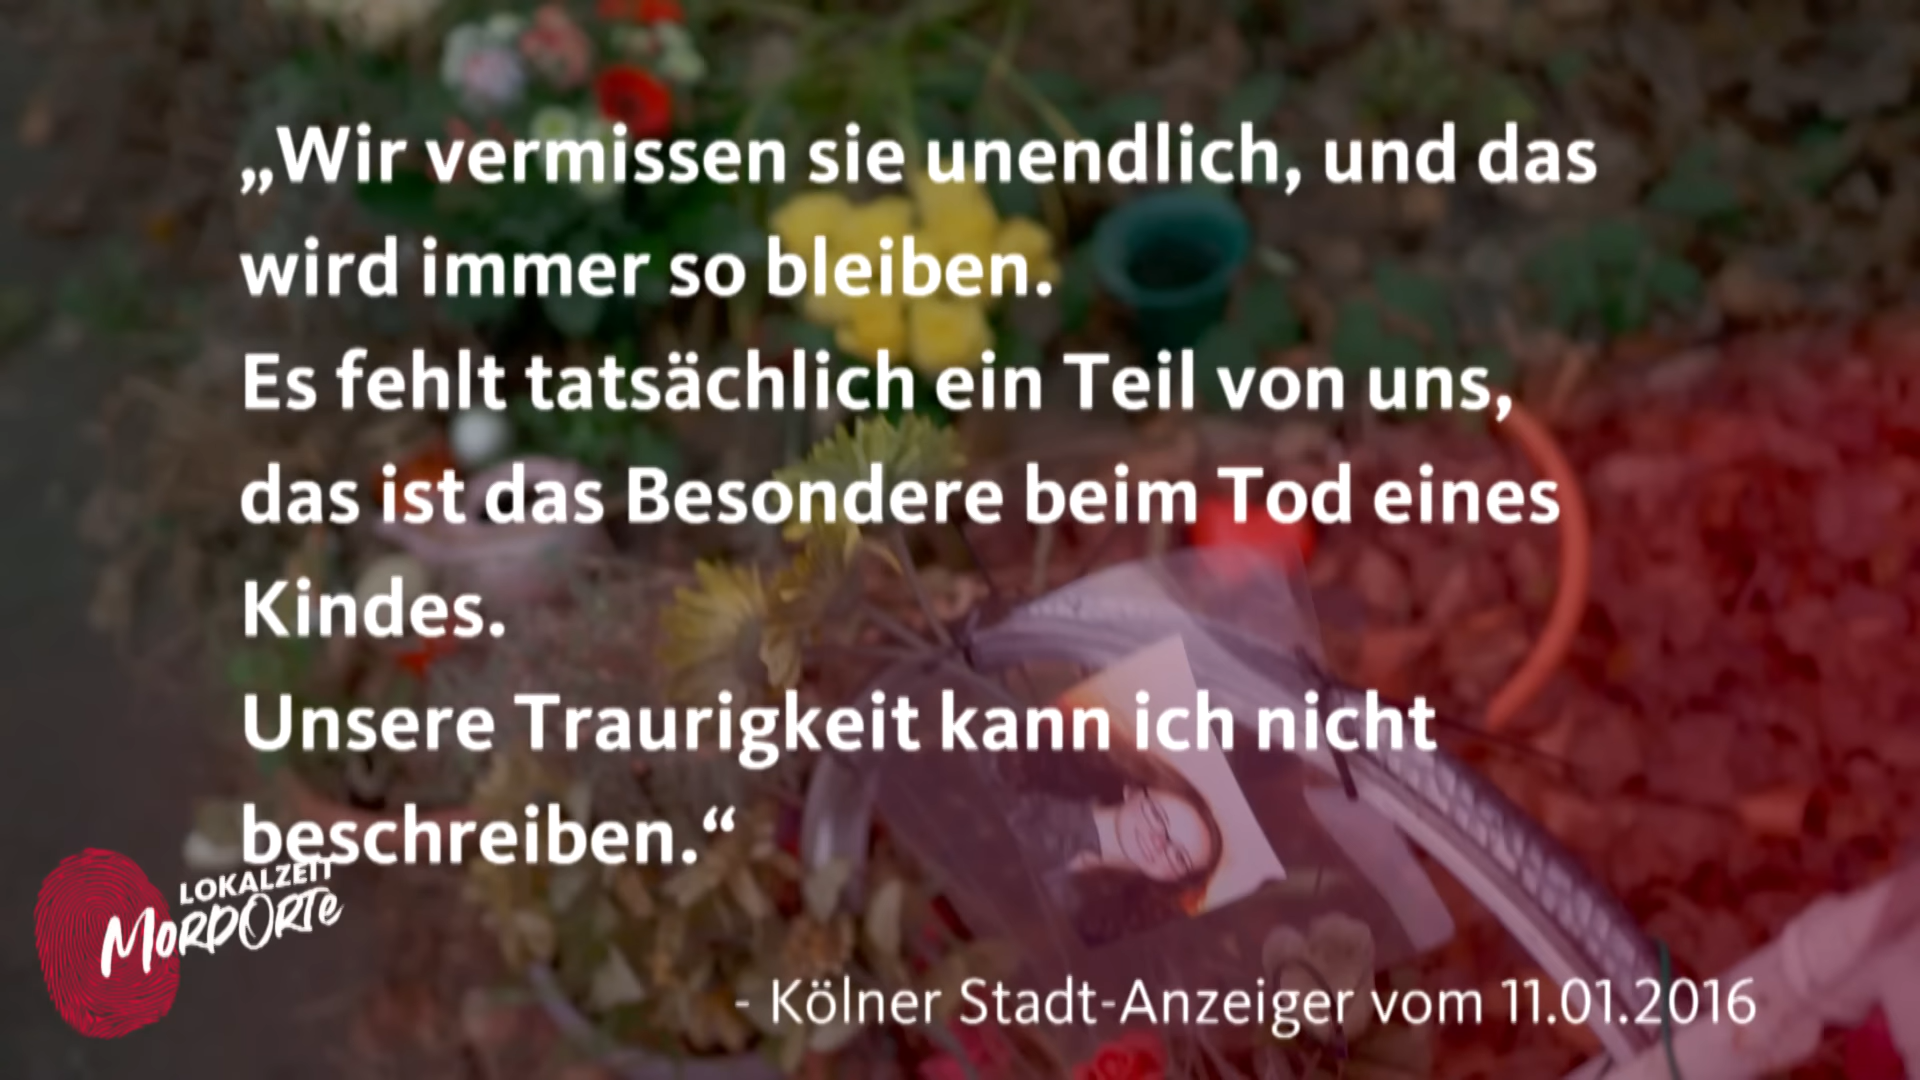 „Wir vermissen sie unendlich, und das
wird immer so bleiben.
Es fehlt tatsächlich ein Teil von uns,
das ist das Besondere beim Tod eines
Kindes.
Unsere Traurigkeit kann ich nicht
beschreiben.“
LOKALZEIT
MORDORTE
- Kölner Stadt-Anzeiger vom 11.01.2016